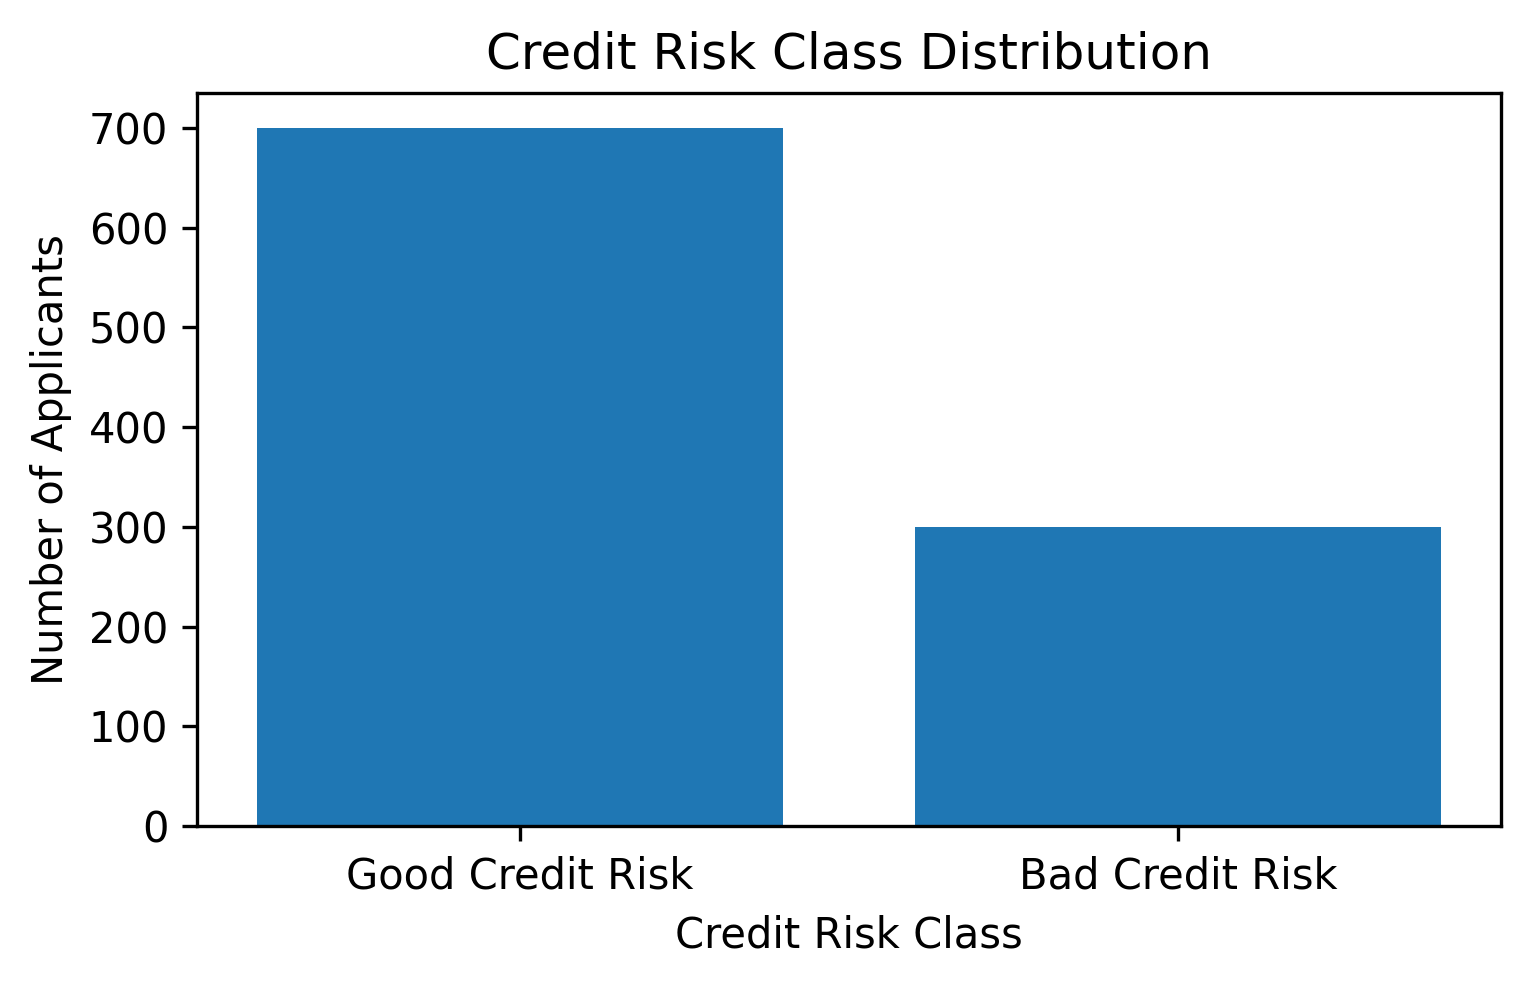 Credit Risk Class Distribution
Number of Applicants
700
600
500
400
300
200
100
0
Good Credit Risk
Bad Credit Risk
Credit Risk Class